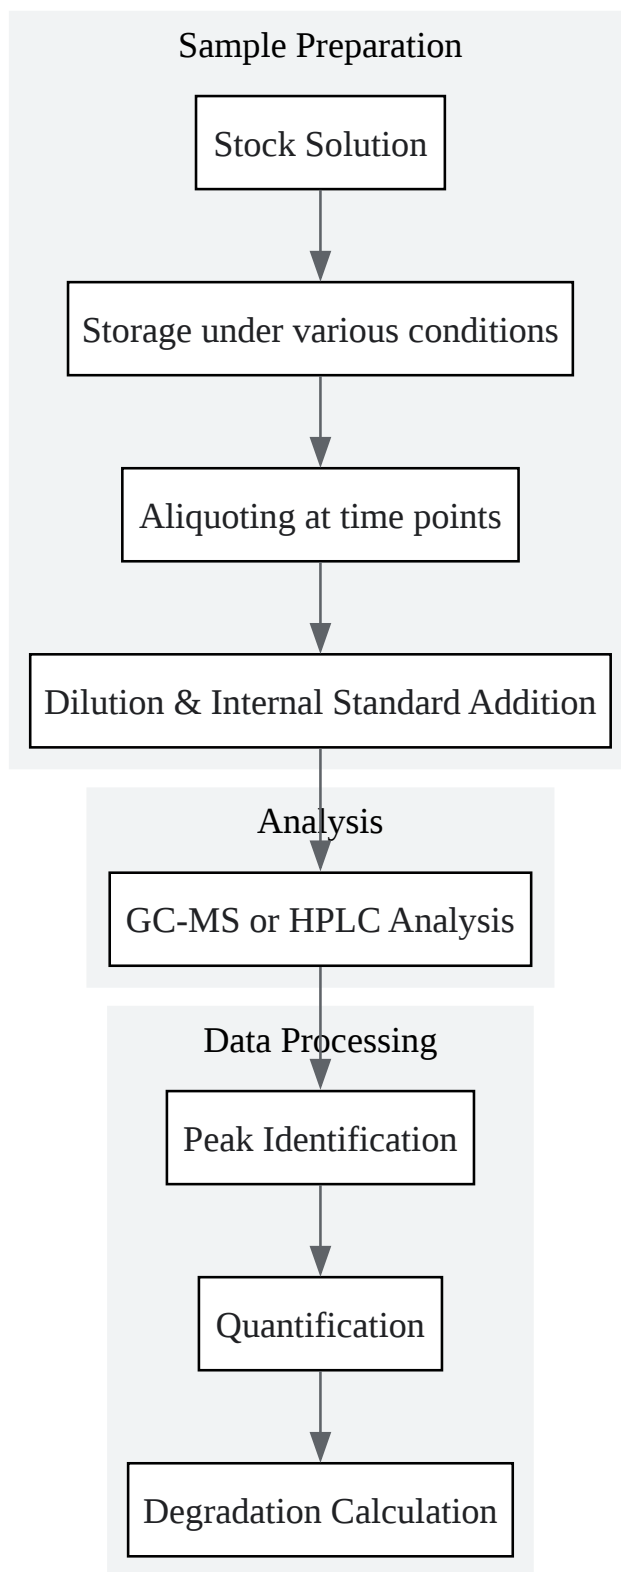 Sample Preparation
Stock Solution
Storage under various conditions
Aliquoting at time points
Dilution & Internal Standard Addition
Analysis
GC-MS or HPLC Analysis
Data Processing
Peak Identification
Quantification
Degradation Calculation